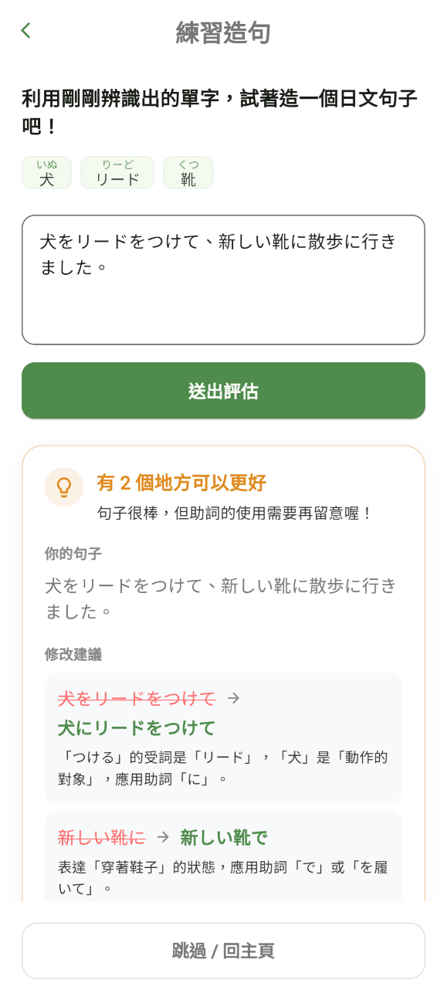 練習造句
利用剛剛辨識出的單字，試著造一個日文句子
吧！
いぬ りーど くつ
犬 リード 靴
犬をリードをつけて、新しい靴に散歩に行き
ました。
送出評估
有 2 個地方可以更好
句子很棒，但助詞的使用需要再留意喔！
你的句子
犬をリードをつけて、新しい靴に散歩に行き
ました。
修改建議
犬をリードをつけて →
犬にリードをつけて
「つける」的受詞是「リード」，「犬」是「動作的
對象」，應用助詞「に」。
新しい靴に → 新しい靴で
表達「穿著鞋子」的狀態，應用助詞「で」或「を履
いて」。
跳過 / 回主頁